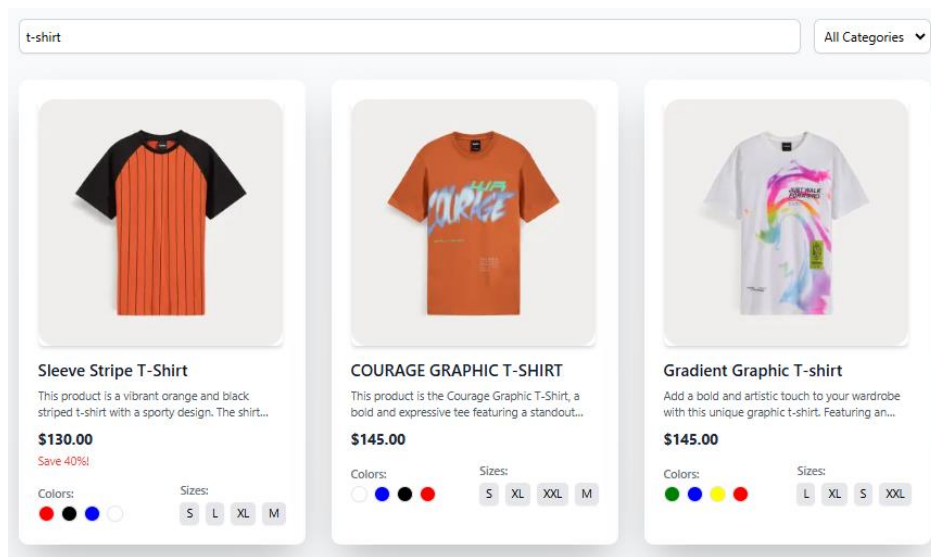 t-shirt
All Categories
COURAGE
JUST WALK
Sleeve Stripe T-Shirt
This product is a vibrant orange and black
striped t-shirt with a sporty design. The shirt...
$130.00
Save 40%!
Colors:
Sizes:
S L XL M
COURAGE GRAPHIC T-SHIRT
This product is the Courage Graphic T-Shirt, a
bold and expressive tee featuring a standout...
$145.00
Colors:
Sizes:
S XL XXL M
Gradient Graphic T-shirt
Add a bold and artistic touch to your wardrobe
with this unique graphic t-shirt. Featuring an...
$145.00
Colors:
Sizes:
L XL S XXL